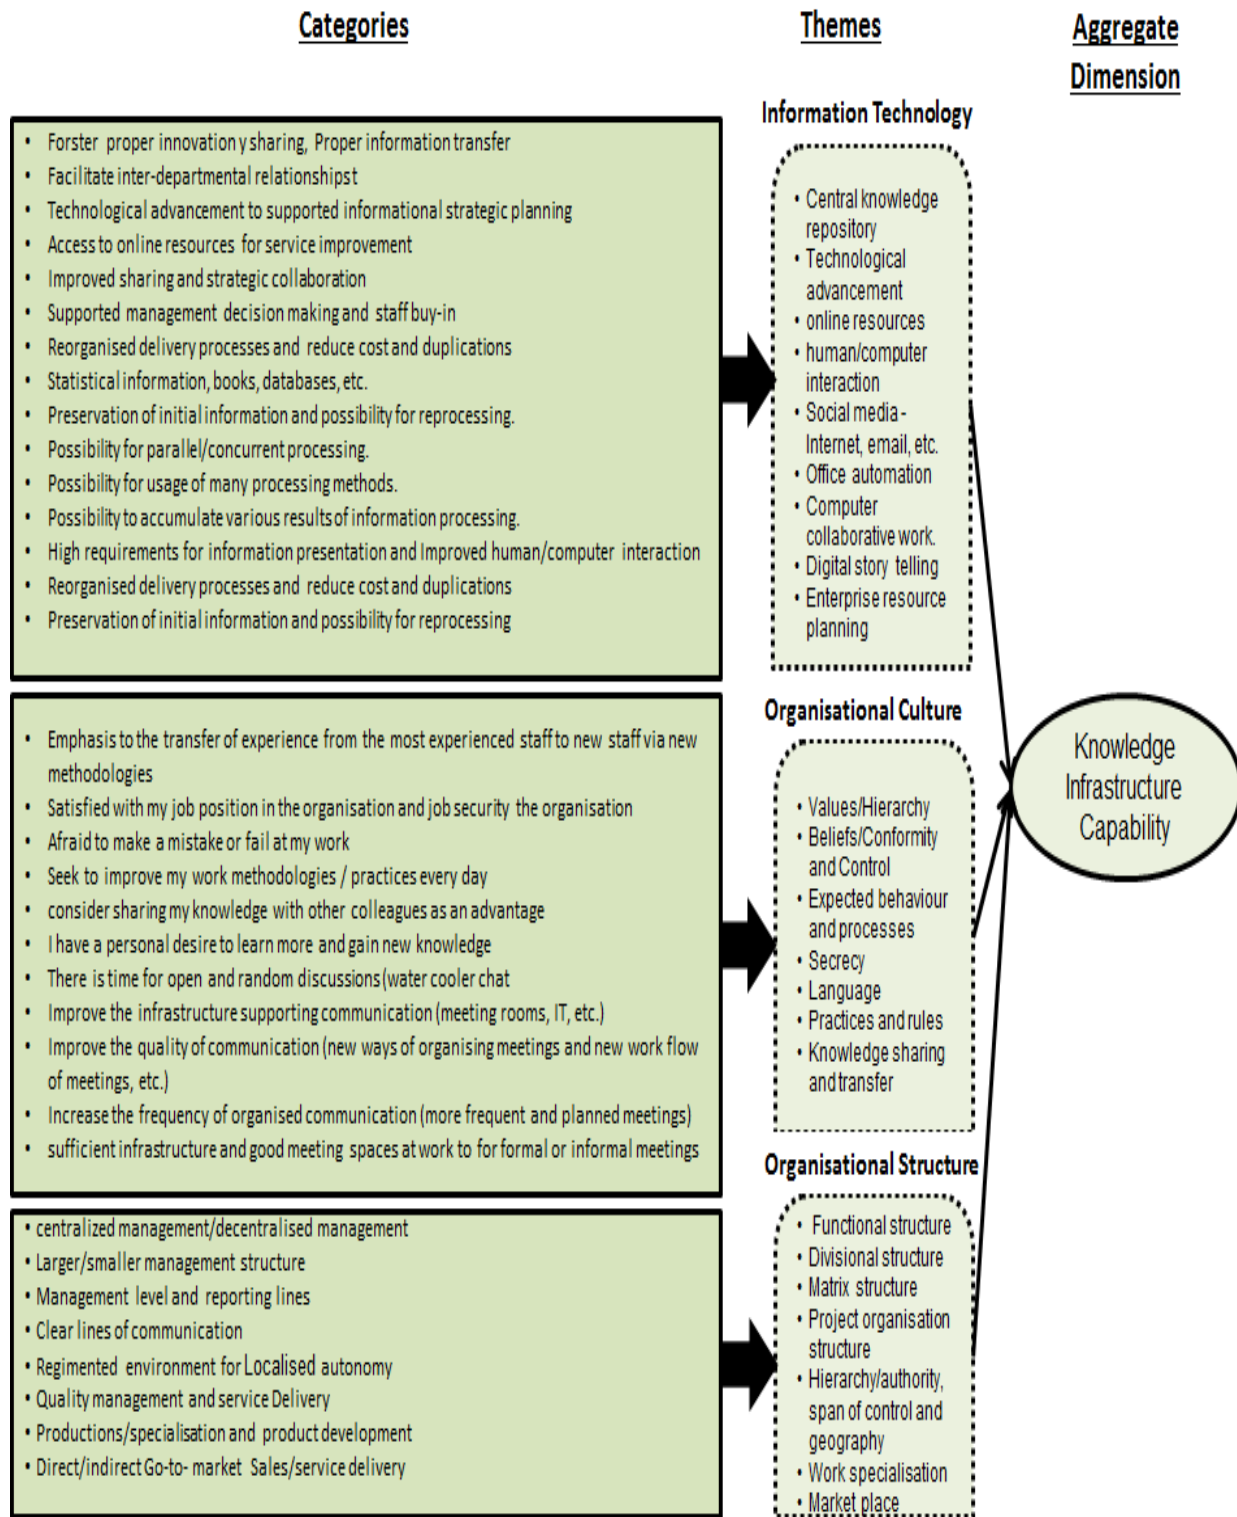 Categories
Themes
Aggregate
Dimension
Information Technology
• Forster proper innovation y sharing, Proper information transfer
• Facilitate inter-departmental relationships t
• Technological advancement to supported informational strategic planning
• Access to online resources for service improvement
• Improved sharing and strategic collaboration
• Supported management decision making and staff buy-in
• Reorganised delivery processes and reduce cost and duplications
• Statistical information, books, databases, etc.
• Preservation of initial information and possibility for reprocessing.
• Possibility for parallel/concurrent processing.
• Possibility for usage of many processing methods.
• Possibility to accumulate various results of information processing.
• High requirements for information presentation and Improved human/computer interaction
• Reorganised delivery processes and reduce cost and duplications
• Preservation of initial information and possibility for reprocessing
• Central knowledge
repository
• Technological
advancement
• online resources
• human/computer
interaction
• Social media -
Internet, email, etc.
• Office automation
• Computer
collaborative work.
• Digital story telling
• Enterprise resource
planning
Organisational Culture
• Emphasis to the transfer of experience from the most experienced staff to new staff via new
methodologies
• Satisfied with my job position in the organisation and job security the organisation
• Afraid to make a mistake or fail at my work
• Seek to improve my work methodologies / practices every day
• consider sharing my knowledge with other colleagues as an advantage
• I have a personal desire to learn more and gain new knowledge
• There is time for open and random discussions (water cooler chat
• Improve the infrastructure supporting communication (meeting rooms, IT, etc.)
• Improve the quality of communication (new ways of organising meetings and new work flow
of meetings, etc.)
• Increase the frequency of organised communication (more frequent and planned meetings)
• sufficient infrastructure and good meeting spaces at work to for formal or informal meetings
• Values/Hierarchy
• Beliefs/Conformity
and Control
• Expected behaviour
and processes
• Secrecy
• Language
• Practices and rules
• Knowledge sharing
and transfer
Knowledge
Infrastructure
Capability
Organisational Structure
• centralized management/decentralised management
• Larger/smaller management structure
• Management level and reporting lines
• Clear lines of communication
• Regimented environment for Localised autonomy
• Quality management and service Delivery
• Productions/specialisation and product development
• Direct/indirect Go-to- market Sales/service delivery
• Functional structure
• Divisional structure
• Matrix structure
• Project organisation
structure
• Hierarchy/authority,
span of control and
geography
• Work specialisation
• Market place